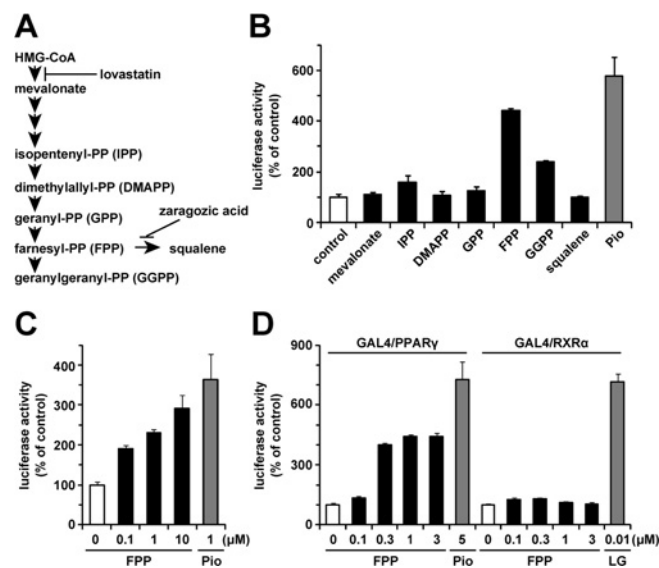 A
HMG-CoA
lovastatin
mevalonate
isopentenyl-PP (IPP)
dimethylallyl-PP (DMAPP)
zaragozic acid
geranyl-PP (GPP)
farnesyl-PP (FPP)
squalene
geranylgeranyl-PP (GGPP)
B
luciferase activity
(% of control)
600
400
200
100
0
control
mevalonate
IPP
DMAPP
GPP
FPP
GGPP
squalene
Pio
C
luciferase activity
(% of control)
400
300
200
100
0
0 0.1 1 10 1 (μM)
FPP Pio
D
GAL4/PPARγ GAL4/RXRα
luciferase activity
(% of control)
900
600
400
100
0
0 0.1 0.3 1 3 5 0 0.1 0.3 1 3 0.01 (μM)
FPP Pio FPP LG